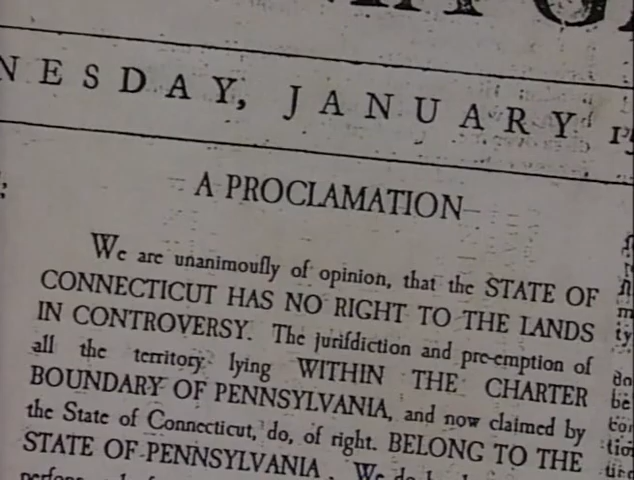 NESDAY, JANUARY
A PROCLAMATION
We are unanimouſly of opinion, that the STATE OF
CONNECTICUT HAS NO RIGHT TO THE LANDS
IN CONTROVERSY. The juriſdiction and pre-emption of
all the territory lying WITHIN THE CHARTER
BOUNDARY OF PENNSYLVANIA, and now claimed by
the State of Connecticut, do, of right. BELONG TO THE
STATE OF PENNSYLVANIA. We do